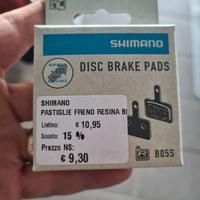 SHIMANO
DISC BRAKE PADS
SHIMANO
PASTIGLIE FRENO RESINA B
Listino: € 10,95
Sconto: 15 %
Prezzo NS:
€ 9,30
B05S